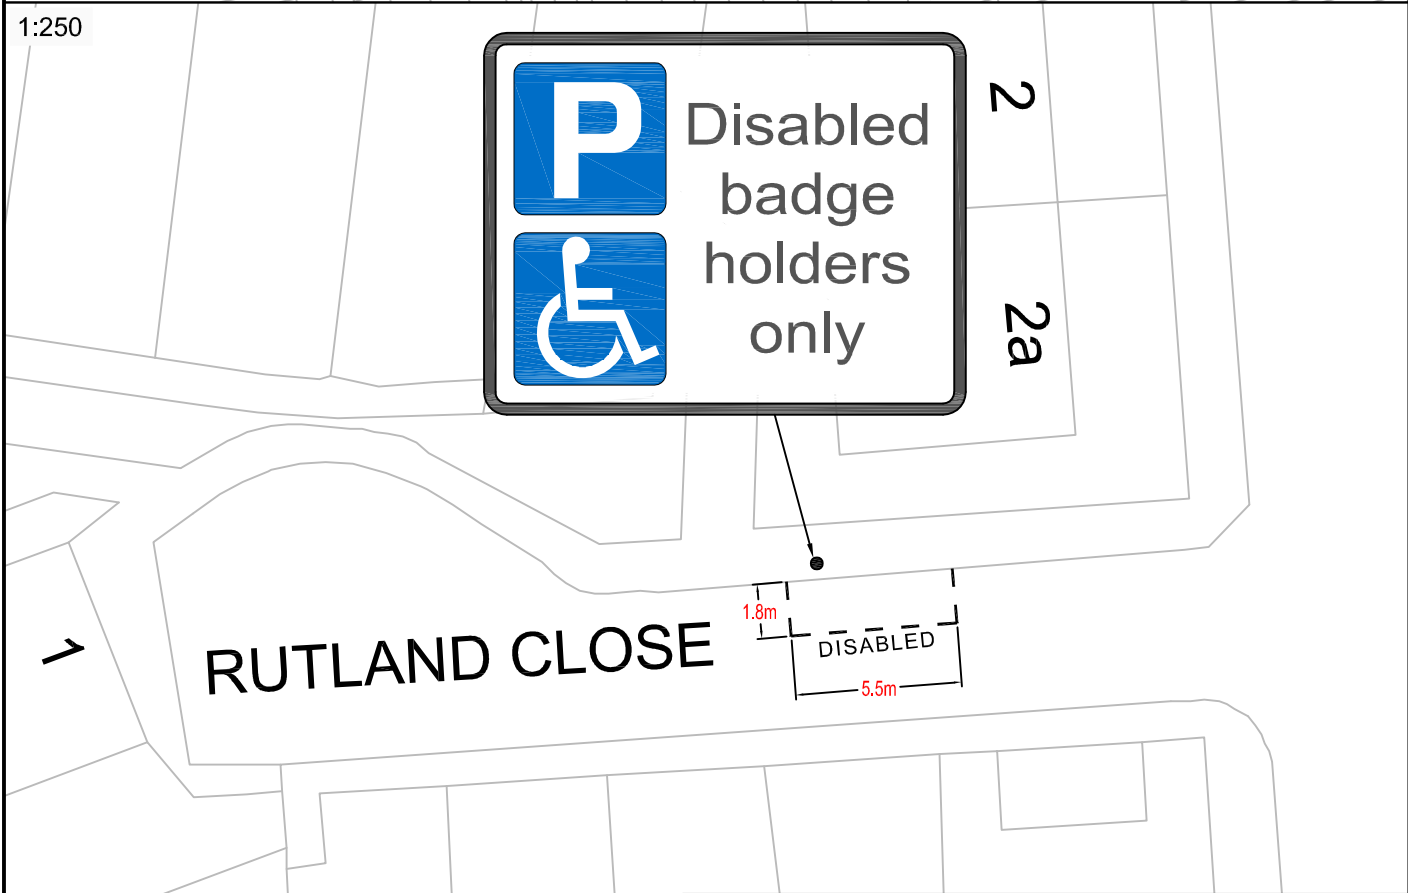 1:250
P
Disabled
badge
holders
only
2
2a
1.8m
DISABLED
5.5m
RUTLAND CLOSE
1